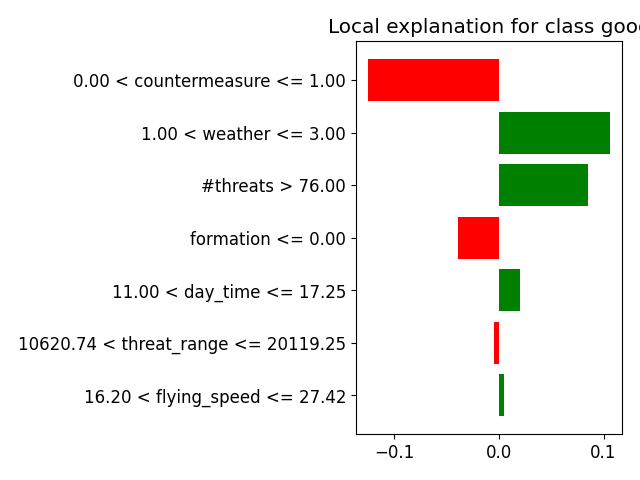 Local explanation for class good
0.00 < countermeasure <= 1.00
1.00 < weather <= 3.00
#threats > 76.00
formation <= 0.00
11.00 < day_time <= 17.25
10620.74 < threat_range <= 20119.25
16.20 < flying_speed <= 27.42
−0.1 0.0 0.1